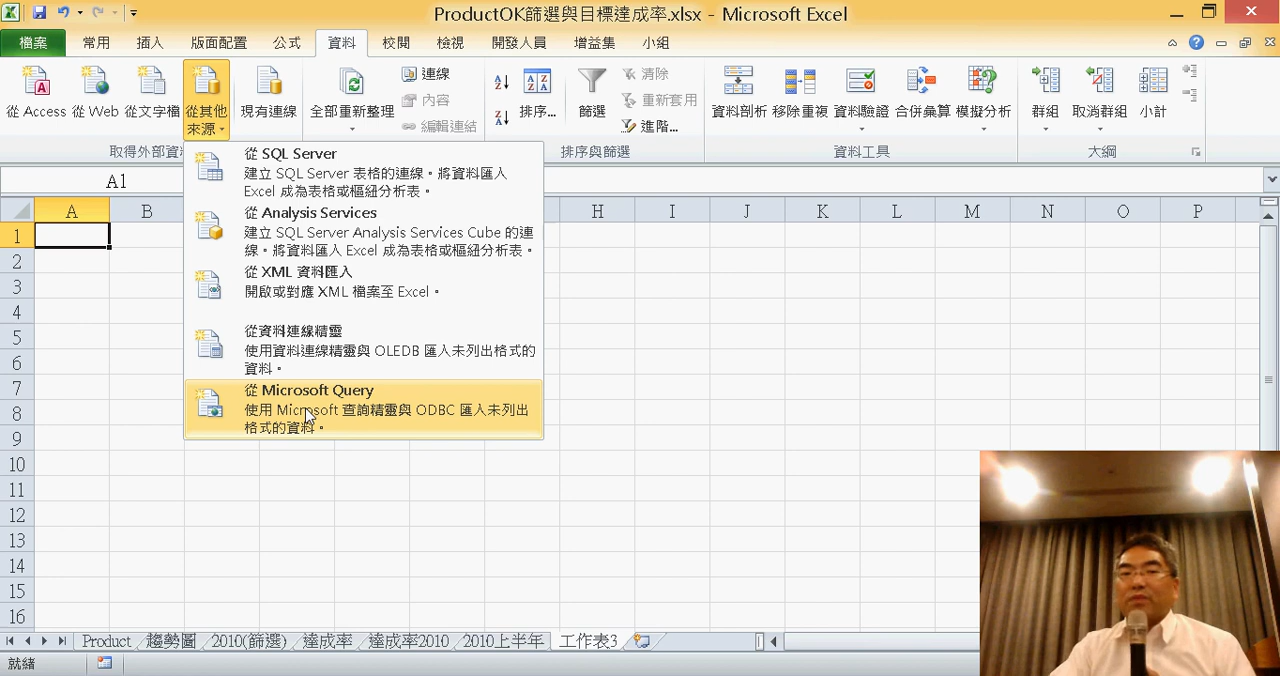 ProductOK篩選與目標達成率.xlsx - Microsoft Excel
檔案 常用 插入 版面配置 公式 資料 校閱 檢視 開發人員 增益集 小組
從 Access 從 Web 從文字檔 從其他來源 現有連線 全部重新整理 連線 內容 編輯連結 排序... 篩選 清除 重新套用 進階... 資料剖析 移除重複 資料驗證 合併彙算 模擬分析 群組 取消群組 小計
取得外部資料 排序與篩選 資料工具 大綱
A1
從 SQL Server
建立 SQL Server 表格的連線。將資料匯入
Excel 成為表格或樞紐分析表。
從 Analysis Services
建立 SQL Server Analysis Services Cube 的連
線。將資料匯入 Excel 成為表格或樞紐分析表。
從 XML 資料匯入
開啟或對應 XML 檔案至 Excel。
從資料連線精靈
使用資料連線精靈與 OLEDB 匯入未列出格式的
資料。
從 Microsoft Query
使用 Microsoft 查詢精靈與 ODBC 匯入未列出
格式的資料。
A B H I J K L M N O P
1
2
3
4
5
6
7
8
9
10
11
12
13
14
15
16
Product 趨勢圖 2010(篩選) 達成率 達成率2010 2010上半年 工作表3
就緒